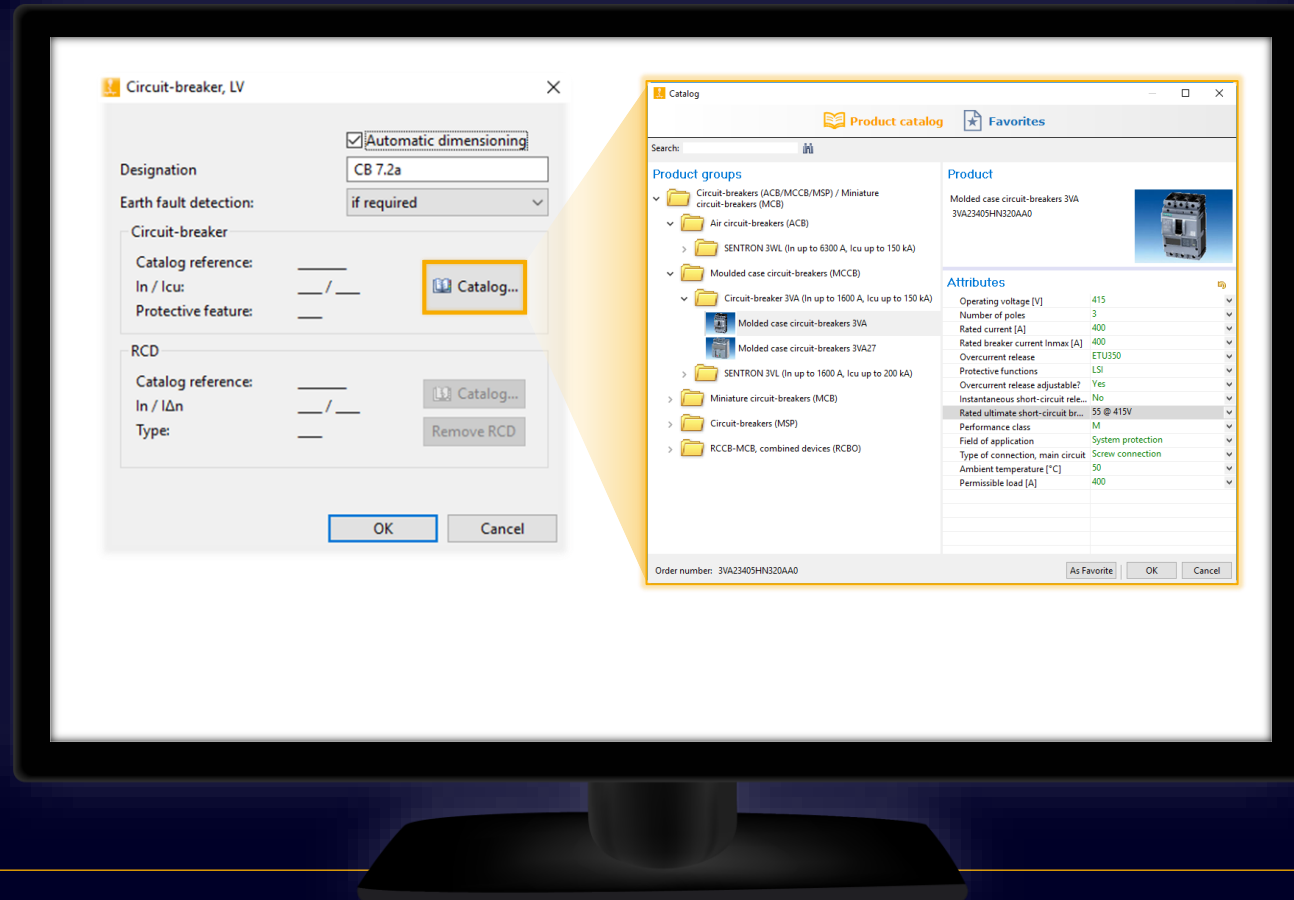 Circuit-breaker, LV
Automatic dimensioning
Designation CB 7.2a
Earth fault detection: if required
Circuit-breaker
Catalog reference:
In / Icu: /
Catalog...
Protective feature:
RCD
Catalog reference:
Catalog...
In / IΔn /
Type:
Remove RCD
OK Cancel
Catalog
Product catalog Favorites
Search:
Product groups
Circuit-breakers (ACB/MCCB/MSP) / Miniature
circuit-breakers (MCB)
Air circuit-breakers (ACB)
SENTRON 3WL (In up to 6300 A, Icu up to 150 kA)
Moulded case circuit-breakers (MCCB)
Circuit-breaker 3VA (In up to 1600 A, Icu up to 150 kA)
Molded case circuit-breakers 3VA
Molded case circuit-breakers 3VA27
SENTRON 3VL (In up to 1600 A, Icu up to 200 kA)
Miniature circuit-breakers (MCB)
Circuit-breakers (MSP)
RCCB-MCB, combined devices (RCBO)
Product
Molded case circuit-breakers 3VA
3VA23405HN320AA0
Attributes
Operating voltage [V] 415
Number of poles 3
Rated current [A] 400
Rated breaker current Inmax [A] 400
Overcurrent release ETU350
Protective functions LSI
Overcurrent release adjustable? Yes
Instantaneous short-circuit rele... No
Rated ultimate short-circuit br... 55 @ 415V
Performance class M
Field of application System protection
Type of connection, main circuit Screw connection
Ambient temperature [°C] 50
Permissible load [A] 400
Order number: 3VA23405HN320AA0
As Favorite OK Cancel